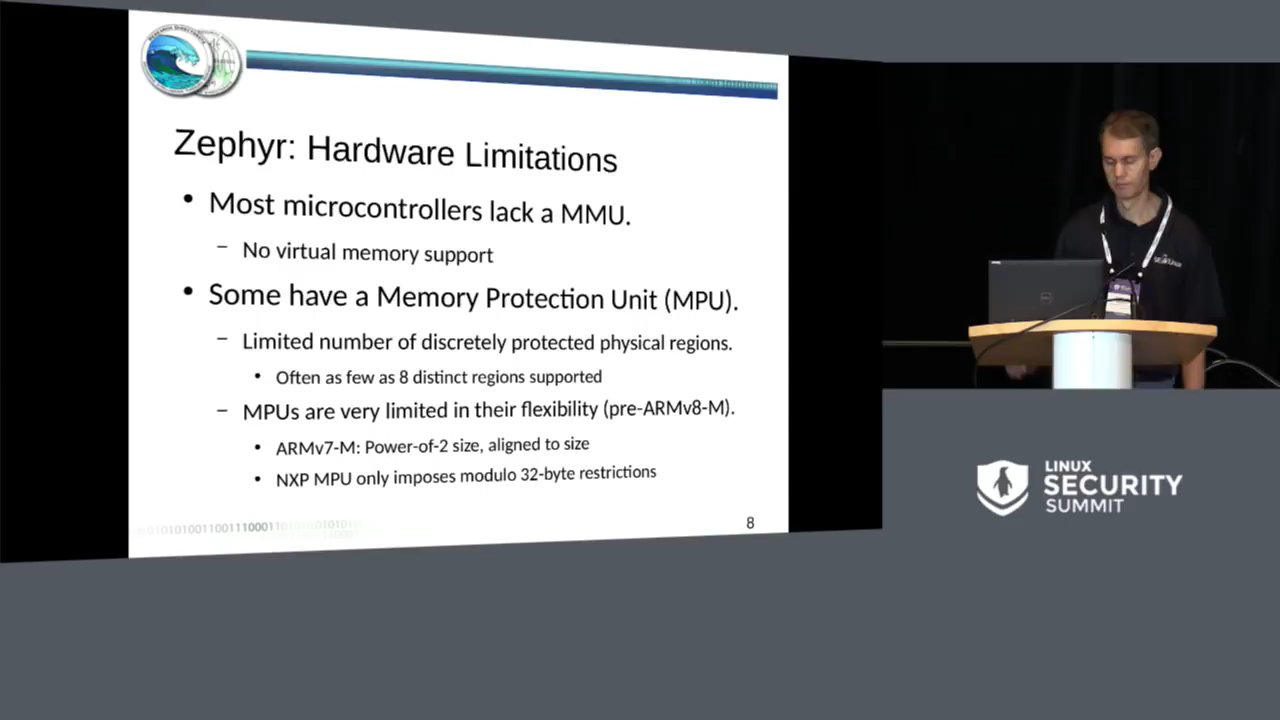 Zephyr: Hardware Limitations
• Most microcontrollers lack a MMU.
– No virtual memory support
• Some have a Memory Protection Unit (MPU).
– Limited number of discretely protected physical regions.
• Often as few as 8 distinct regions supported
– MPUs are very limited in their flexibility (pre-ARMv8-M).
• ARMv7-M: Power-of-2 size, aligned to size
• NXP MPU only imposes modulo 32-byte restrictions
8
LINUX
SECURITY
SUMMIT